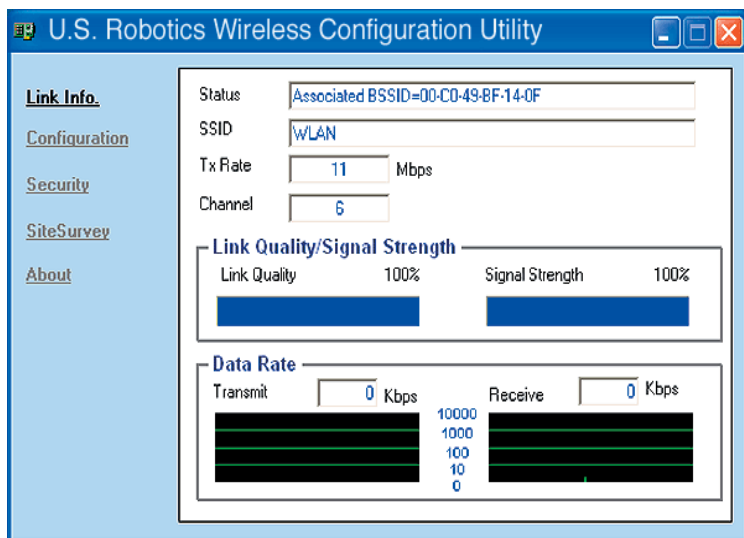 U.S. Robotics Wireless Configuration Utility
Link Info.
Configuration
Security
SiteSurvey
About
Status Associated BSSID=00-C0-49-BF-14-0F
SSID WLAN
Tx Rate 11 Mbps
Channel 6
Link Quality/Signal Strength
Link Quality 100% Signal Strength 100%
Data Rate
Transmit 0 Kbps Receive 0 Kbps
10000
1000
100
10
0